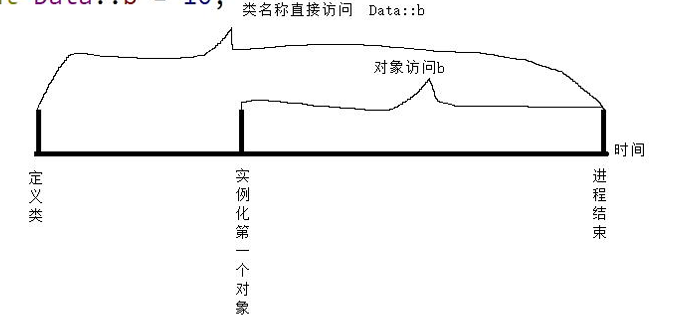 Data::b = 10;
类名称直接访问 Data::b
对象访问b
时间
定义类
实例化第一个对象
进程结束